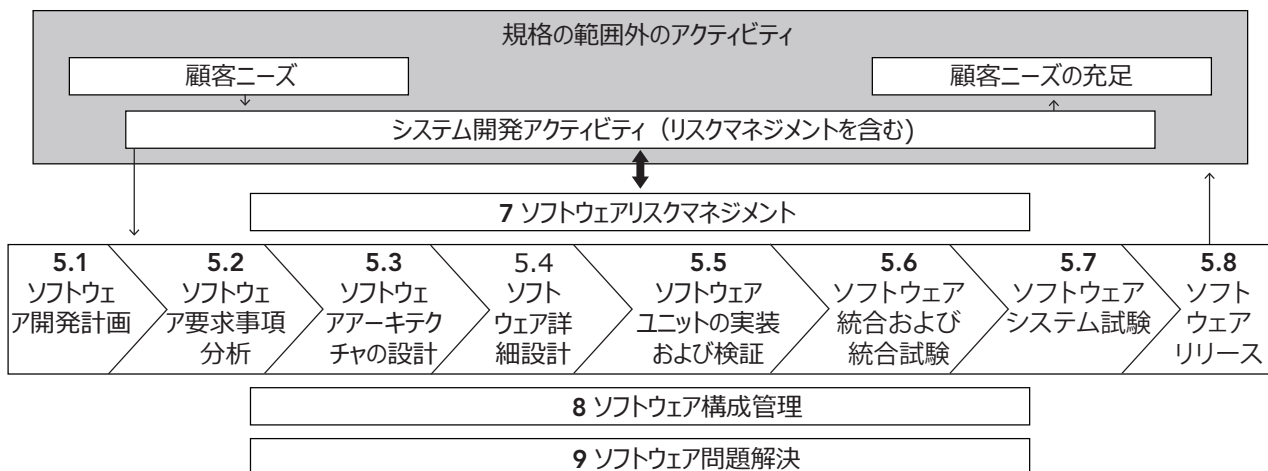 規格の範囲外のアクティビティ
顧客ニーズ
顧客ニーズの充足
システム開発アクティビティ（リスクマネジメントを含む)
7 ソフトウェアリスクマネジメント
5.1
ソフトウェ
ア開発計画
5.2
ソフトウェ
ア要求事項
分析
5.3
ソフトウェ
アアーキテク
チャの設計
5.4
ソフト
ウェア詳
細設計
5.5
ソフトウェア
ユニットの実装
および検証
5.6
ソフトウェア
統合および
統合試験
5.7
ソフトウェア
システム試験
5.8
ソフト
ウェア
リリース
8 ソフトウェア構成管理
9 ソフトウェア問題解決